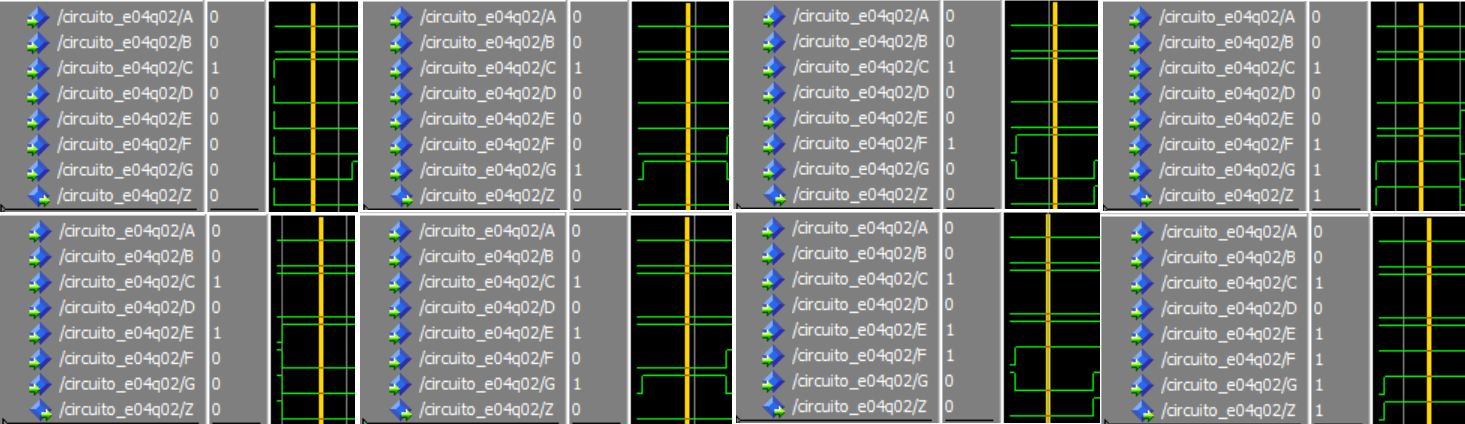 /circuito_e04q02/A 0
/circuito_e04q02/B 0
/circuito_e04q02/C 1
/circuito_e04q02/D 0
/circuito_e04q02/E 0
/circuito_e04q02/F 0
/circuito_e04q02/G 0
/circuito_e04q02/Z 0
/circuito_e04q02/A 0
/circuito_e04q02/B 0
/circuito_e04q02/C 1
/circuito_e04q02/D 0
/circuito_e04q02/E 0
/circuito_e04q02/F 0
/circuito_e04q02/G 1
/circuito_e04q02/Z 0
/circuito_e04q02/A 0
/circuito_e04q02/B 0
/circuito_e04q02/C 1
/circuito_e04q02/D 0
/circuito_e04q02/E 0
/circuito_e04q02/F 1
/circuito_e04q02/G 0
/circuito_e04q02/Z 0
/circuito_e04q02/A 0
/circuito_e04q02/B 0
/circuito_e04q02/C 1
/circuito_e04q02/D 0
/circuito_e04q02/E 0
/circuito_e04q02/F 1
/circuito_e04q02/G 1
/circuito_e04q02/Z 1
/circuito_e04q02/A 0
/circuito_e04q02/B 0
/circuito_e04q02/C 1
/circuito_e04q02/D 0
/circuito_e04q02/E 1
/circuito_e04q02/F 0
/circuito_e04q02/G 0
/circuito_e04q02/Z 0
/circuito_e04q02/A 0
/circuito_e04q02/B 0
/circuito_e04q02/C 1
/circuito_e04q02/D 0
/circuito_e04q02/E 1
/circuito_e04q02/F 0
/circuito_e04q02/G 1
/circuito_e04q02/Z 0
/circuito_e04q02/A 0
/circuito_e04q02/B 0
/circuito_e04q02/C 1
/circuito_e04q02/D 0
/circuito_e04q02/E 1
/circuito_e04q02/F 1
/circuito_e04q02/G 0
/circuito_e04q02/Z 0
/circuito_e04q02/A 0
/circuito_e04q02/B 0
/circuito_e04q02/C 1
/circuito_e04q02/D 0
/circuito_e04q02/E 1
/circuito_e04q02/F 1
/circuito_e04q02/G 1
/circuito_e04q02/Z 1